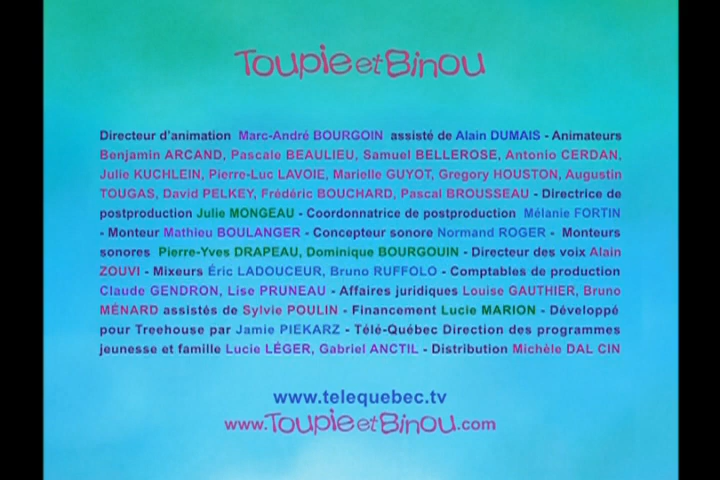 Toupie et Binou
Directeur d'animation Marc-André BOURGOIN assisté de Alain DUMAIS - Animateurs
Benjamin ARCAND, Pascale BEAULIEU, Samuel BELLEROSE, Antonio CERDAN,
Julie KUCHLEIN, Pierre-Luc LAVOIE, Marielle GUYOT, Gregory HOUSTON, Augustin
TOUGAS, David PELKEY, Frédéric BOUCHARD, Pascal BROUSSEAU - Directrice de
postproduction Julie MONGEAU - Coordonnatrice de postproduction Mélanie FORTIN
- Monteur Mathieu BOULANGER - Concepteur sonore Normand ROGER - Monteurs
sonores Pierre-Yves DRAPEAU, Dominique BOURGOUIN - Directeur des voix Alain
ZOUVI - Mixeurs Éric LADOUCEUR, Bruno RUFFOLO - Comptables de production
Claude GENDRON, Lise PRUNEAU - Affaires juridiques Louise GAUTHIER, Bruno
MÉNARD assistés de Sylvie POULIN - Financement Lucie MARION - Développé
pour Treehouse par Jamie PIEKARZ - Télé-Québec Direction des programmes
jeunesse et famille Lucie LÉGER, Gabriel ANCTIL - Distribution Michèle DAL CIN
www.telequebec.tv
www.ToupieetBinou.com